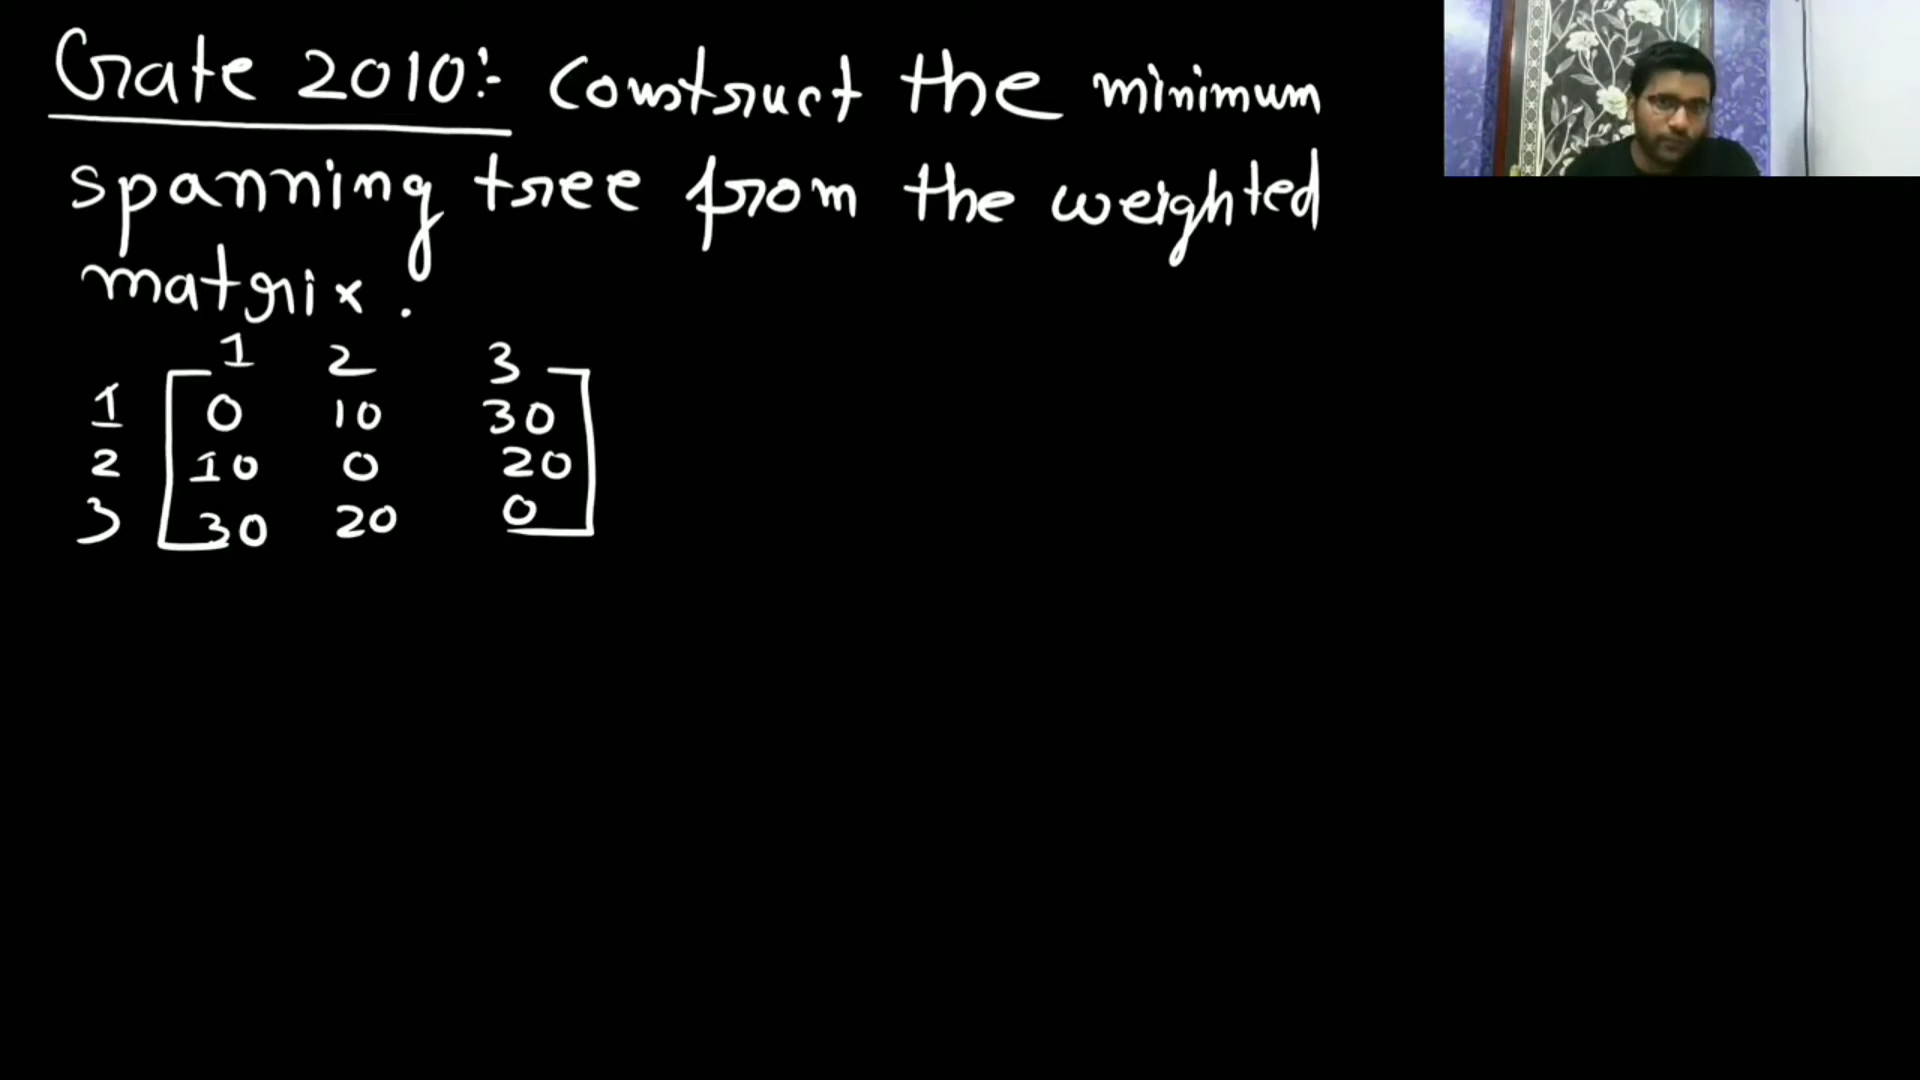 Gate 2010:- Construct the minimum
spanning tree from the weighted
matrix.
1 2 3
1 0 10 30
2 10 0 20
3 30 20 0